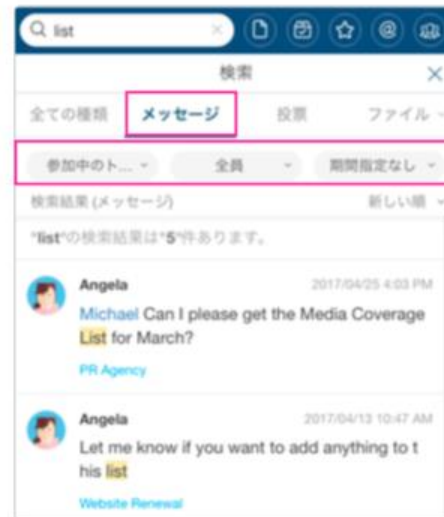 list
検索
全ての種類 メッセージ 投票 ファイル
参加中のト... 全員 期間指定なし
検索結果 (メッセージ) 新しい順
"list"の検索結果は"5"件あります。
Angela 2017/04/25 4:03 PM
Michael Can I please get the Media Coverage
List for March?
PR Agency
Angela 2017/04/13 10:47 AM
Let me know if you want to add anything to t
his list
Website Renewal